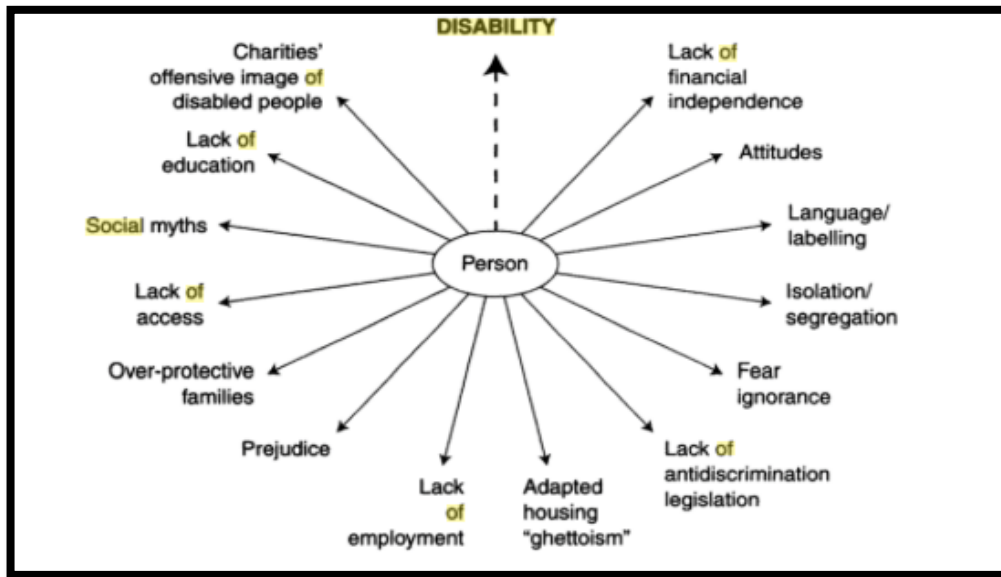 DISABILITY
Charities'
offensive image of
disabled people
Lack of
financial
independence
Lack of
education
Attitudes
Social myths
Language/
labelling
Person
Lack of
access
Isolation/
segregation
Over-protective
families
Fear
ignorance
Prejudice
Lack of
antidiscrimination
legislation
Lack
of
employment
Adapted
housing
"ghettoism"